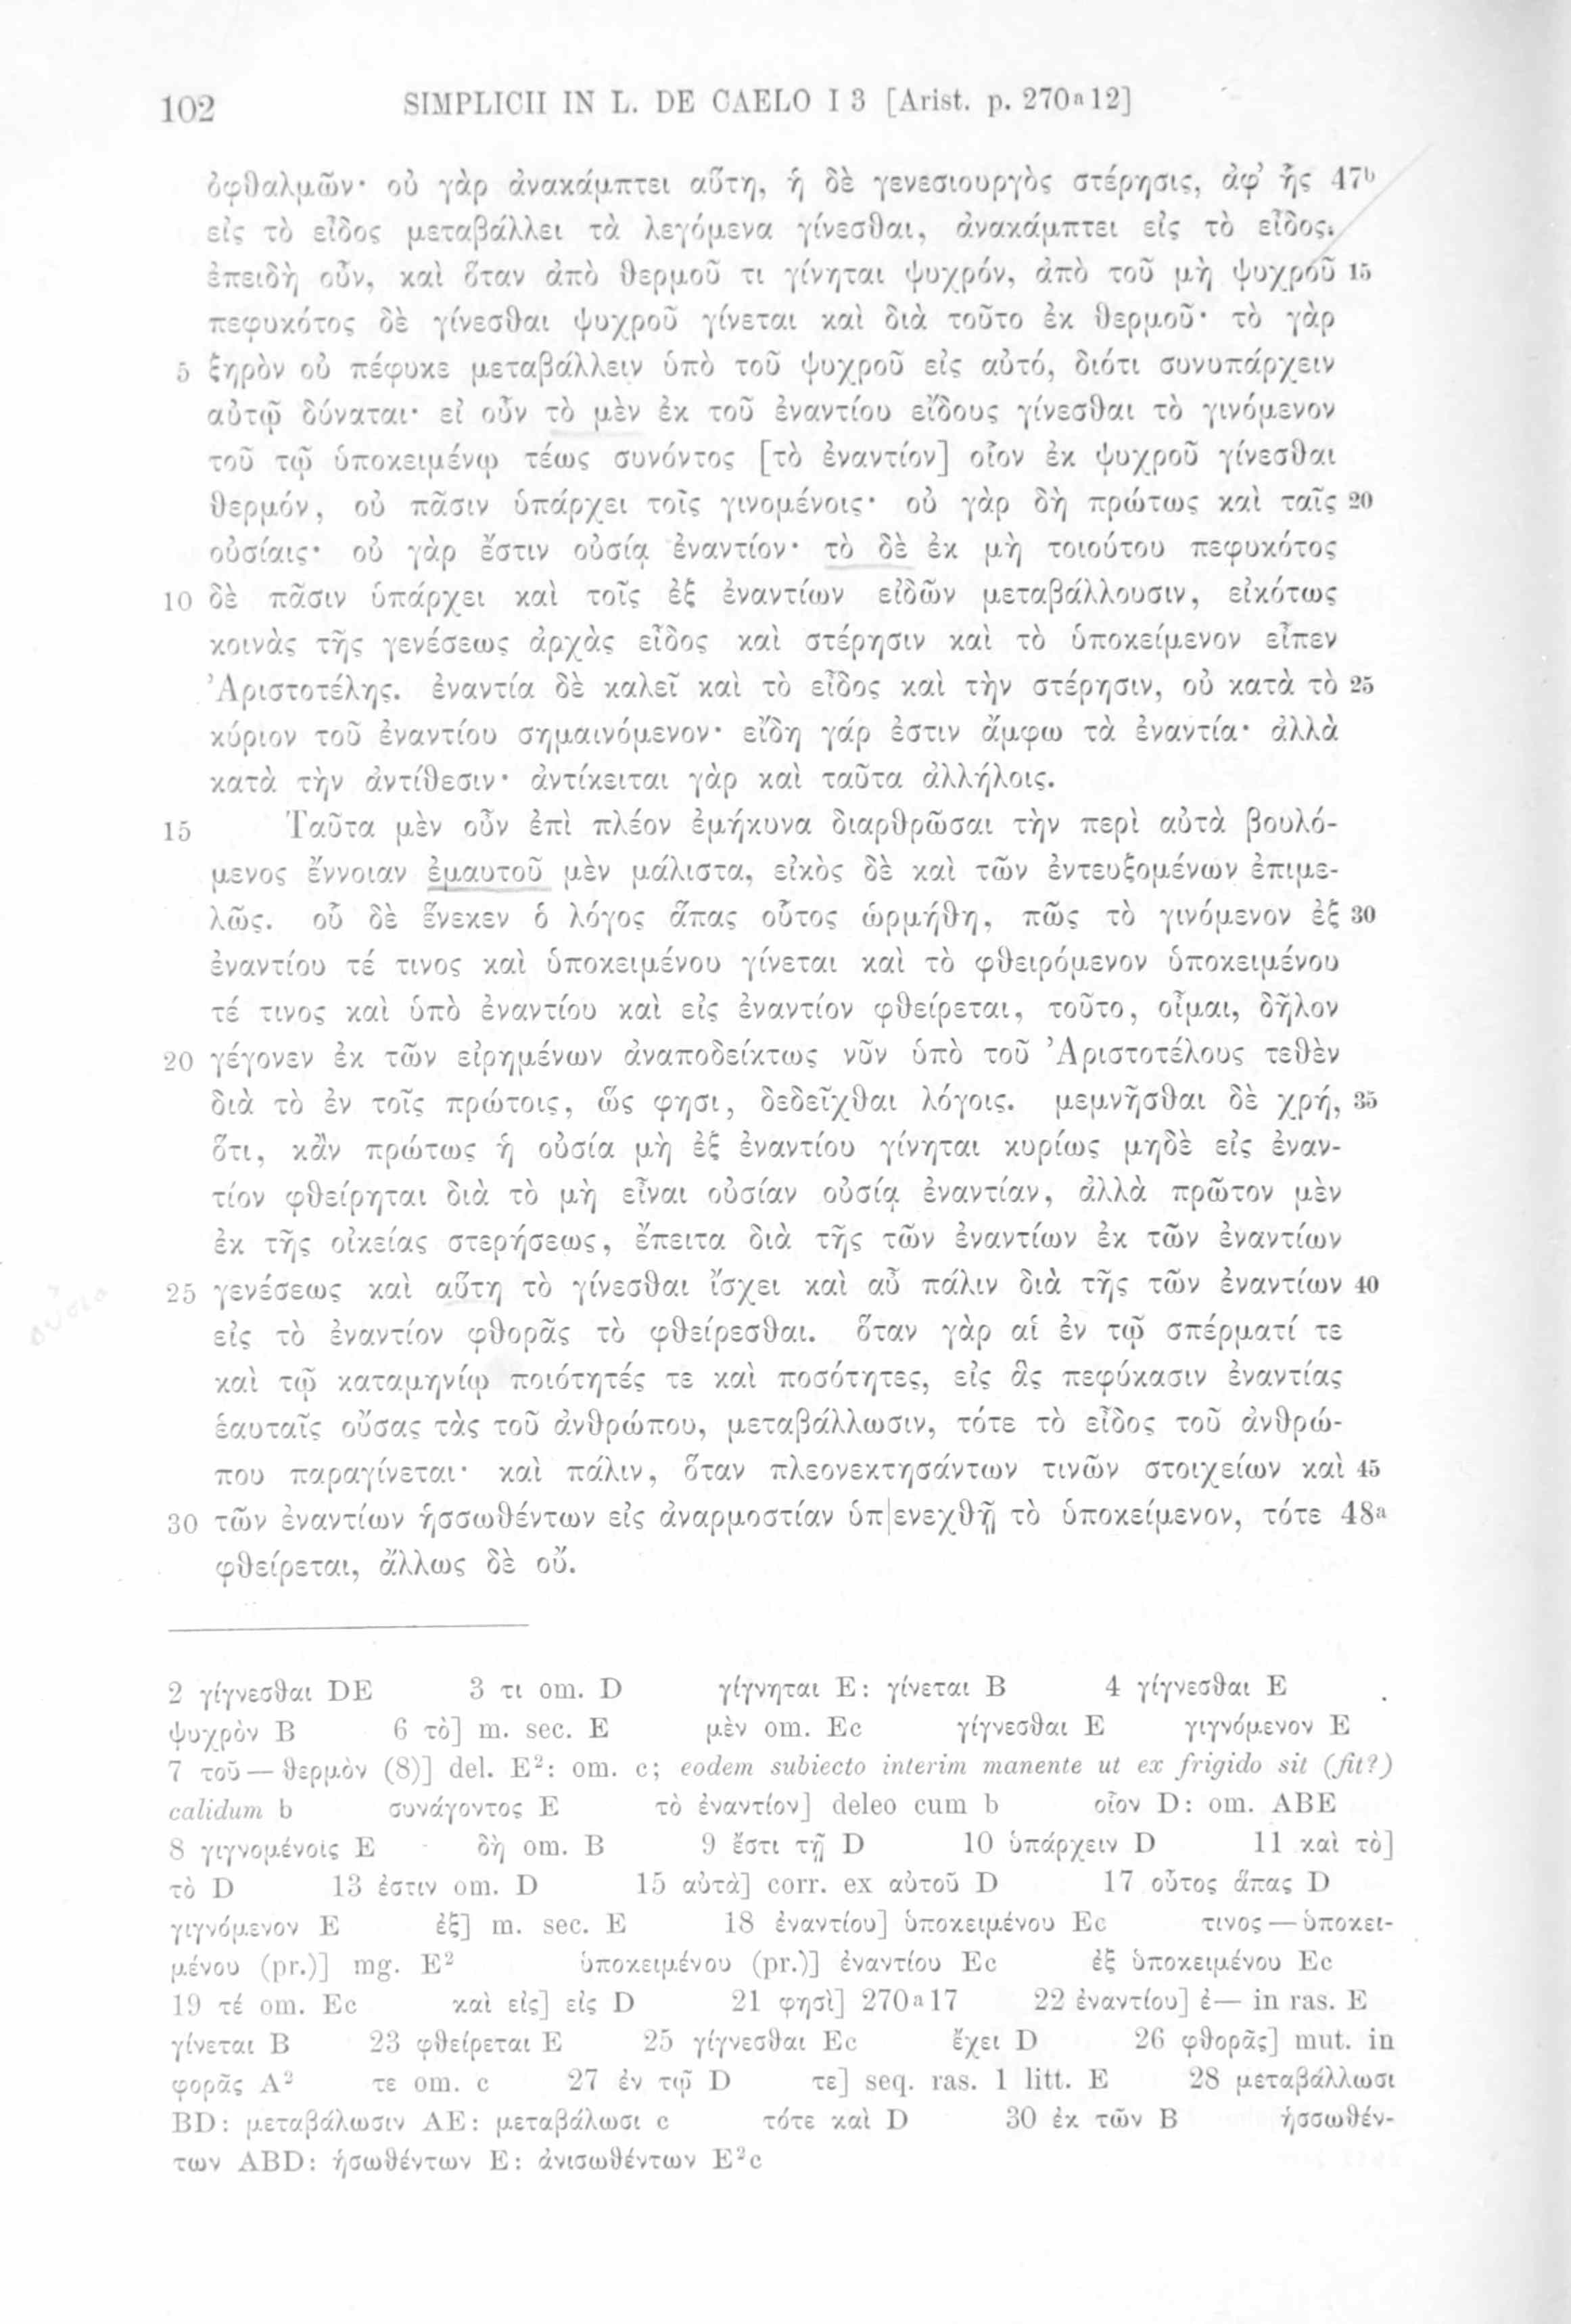 102 SIMPLICII IN L. DE CAELO I 3 [Arist. p. 270ᵃ12]
ὀφθαλμῶν· οὐ γὰρ ἀνακάμπτει αὕτη, ἡ δὲ γενεσιουργὸς στέρησις, ἀφ’ ἧς 47ᵇ
εἰς τὸ εἶδος μεταβάλλει τὰ λεγόμενα γίνεσθαι, ἀνακάμπτει εἰς τὸ εἶδος.
ἐπειδὴ οὖν, καὶ ὅταν ἀπὸ θερμοῦ τι γίνηται ψυχρόν, ἀπὸ τοῦ μὴ ψυχροῦ 15
πεφυκότος δὲ γίνεσθαι ψυχροῦ γίνεται καὶ διὰ τοῦτο ἐκ θερμοῦ· τὸ γὰρ
5 ξηρὸν οὐ πέφυκε μεταβάλλειν ὑπὸ τοῦ ψυχροῦ εἰς αὐτό, διότι συνυπάρχειν
αὐτῷ δύναται· εἰ οὖν τὸ μὲν ἐκ τοῦ ἐναντίου εἴδους γίνεσθαι τὸ γινόμενον
τοῦ τῷ ὑποκειμένῳ τέως συνόντος [τὸ ἐναντίον] οἷον ἐκ ψυχροῦ γίνεσθαι
θερμόν, οὐ πᾶσιν ὑπάρχει τοῖς γινομένοις· οὐ γὰρ δὴ πρώτως καὶ ταῖς 20
οὐσίαις· οὐ γὰρ ἔστιν οὐσίᾳ ἐναντίον· τὸ δὲ ἐκ μὴ τοιούτου πεφυκότος
10 δὲ πᾶσιν ὑπάρχει καὶ τοῖς ἐξ ἐναντίων εἰδῶν μεταβάλλουσιν, εἰκότως
κοινὰς τῆς γενέσεως ἀρχὰς εἶδος καὶ στέρησιν καὶ τὸ ὑποκείμενον εἶπεν
Ἀριστοτέλης. ἐναντία δὲ καλεῖ καὶ τὸ εἶδος καὶ τὴν στέρησιν, οὐ κατὰ τὸ 25
κύριον τοῦ ἐναντίου σημαινόμενον· εἴδη γάρ ἐστιν ἄμφω τὰ ἐναντία· ἀλλὰ
κατὰ τὴν ἀντίθεσιν· ἀντίκειται γὰρ καὶ ταῦτα ἀλλήλοις.
15 Ταῦτα μὲν οὖν ἐπὶ πλέον ἐμήκυνα διαρθρῶσαι τὴν περὶ αὐτὰ βουλό-
μενος ἔννοιαν ἐμαυτοῦ μὲν μάλιστα, εἰκὸς δὲ καὶ τῶν ἐντευξομένων ἐπιμε-
λῶς. οὗ δὲ ἕνεκεν ὁ λόγος ἅπας οὗτος ὡρμήθη, πῶς τὸ γινόμενον ἐξ 30
ἐναντίου τέ τινος καὶ ὑποκειμένου γίνεται καὶ τὸ φθειρόμενον ὑποκειμένου
τέ τινος καὶ ὑπὸ ἐναντίου καὶ εἰς ἐναντίον φθείρεται, τοῦτο, οἶμαι, δῆλον
20 γέγονεν ἐκ τῶν εἰρημένων ἀναποδείκτως νῦν ὑπὸ τοῦ Ἀριστοτέλους τεθὲν
διὰ τὸ ἐν τοῖς πρώτοις, ὥς φησι, δεδεῖχθαι λόγοις. μεμνῆσθαι δὲ χρή, 35
ὅτι, κἂν πρώτως ἡ οὐσία μὴ ἐξ ἐναντίου γίνηται κυρίως μηδὲ εἰς ἐναν-
τίον φθείρηται διὰ τὸ μὴ εἶναι οὐσίαν οὐσίᾳ ἐναντίαν, ἀλλὰ πρῶτον μὲν
ἐκ τῆς οἰκείας στερήσεως, ἔπειτα διὰ τῆς τῶν ἐναντίων ἐκ τῶν ἐναντίων
25 γενέσεως καὶ αὕτη τὸ γίνεσθαι ἴσχει καὶ αὖ πάλιν διὰ τῆς τῶν ἐναντίων 40
εἰς τὸ ἐναντίον φθορᾶς τὸ φθείρεσθαι. ὅταν γὰρ αἱ ἐν τῷ σπέρματί τε
καὶ τῷ καταμηνίῳ ποιότητές τε καὶ ποσότητες, εἰς ἃς πεφύκασιν ἐναντίας
ἑαυταῖς οὔσας τὰς τοῦ ἀνθρώπου, μεταβάλλωσιν, τότε τὸ εἶδος τοῦ ἀνθρώ-
που παραγίνεται· καὶ πάλιν, ὅταν πλεονεκτησάντων τινῶν στοιχείων καὶ 45
30 τῶν ἐναντίων ἡσσωθέντων εἰς ἀναρμοστίαν ὑπ|ενεχθῇ τὸ ὑποκείμενον, τότε 48ᵃ
φθείρεται, ἄλλως δὲ οὔ.
2 γίγνεσθαι DE 3 τι om. D γίγνηται E: γίνεται B 4 γίγνεσθαι E
ψυχρὸν B 6 τὸ] m. sec. E μὲν om. Ec γίγνεσθαι E γιγνόμενον E
7 τοῦ — θερμὸν (8)] del. E²: om. c; eodem subiecto interim manente ut ex frigido sit (fit?)
calidum b συνάγοντος E τὸ ἐναντίον] deleo cum b οἷον D: om. ABE
8 γιγνομένοις E δὴ om. B 9 ἔστι τῇ D 10 ὑπάρχειν D 11 καὶ τὸ]
τὸ D 13 ἐστιν om. D 15 αὐτὰ] corr. ex αὐτοῦ D 17 οὗτος ἅπας D
γιγνόμενον E ἐξ] m. sec. E 18 ἐναντίου] ὑποκειμένου Ec τινος — ὑποκει-
μένου (pr.)] mg. E² ὑποκειμένου (pr.)] ἐναντίου Ec ἐξ ὑποκειμένου Ec
19 τέ om. Ec καὶ εἰς] εἰς D 21 φησὶ] 270ᵃ17 22 ἐναντίου] ἐ— in ras. E
γίνεται B 23 φθείρεται E 25 γίγνεσθαι Ec ἔχει D 26 φθορᾶς] mut. in
φορᾶς A² τε om. c 27 ἐν τῷ D τε] seq. ras. 1 litt. E 28 μεταβάλλωσι
BD: μεταβάλωσιν AE: μεταβάλωσι c τότε καὶ D 30 ἐκ τῶν B ἡσσωθέν-
των ABD: ἡσωθέντων E: ἀνισωθέντων E²c